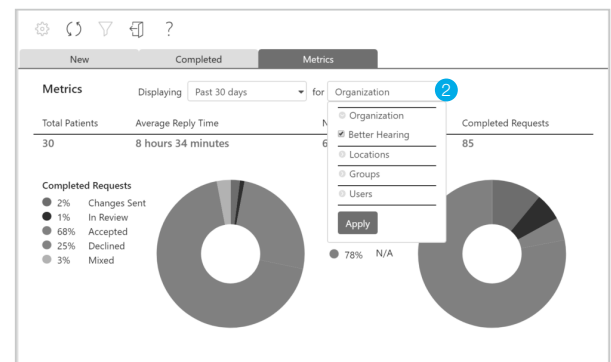 ?
New Completed Metrics
Metrics Displaying Past 30 days for Organization 2
Total Patients Average Reply Time N Completed Requests
30 8 hours 34 minutes 6 85
Organization
Better Hearing
Locations
Groups
Users
Apply
Completed Requests
2% Changes Sent
1% In Review
68% Accepted
25% Declined
3% Mixed
78% N/A